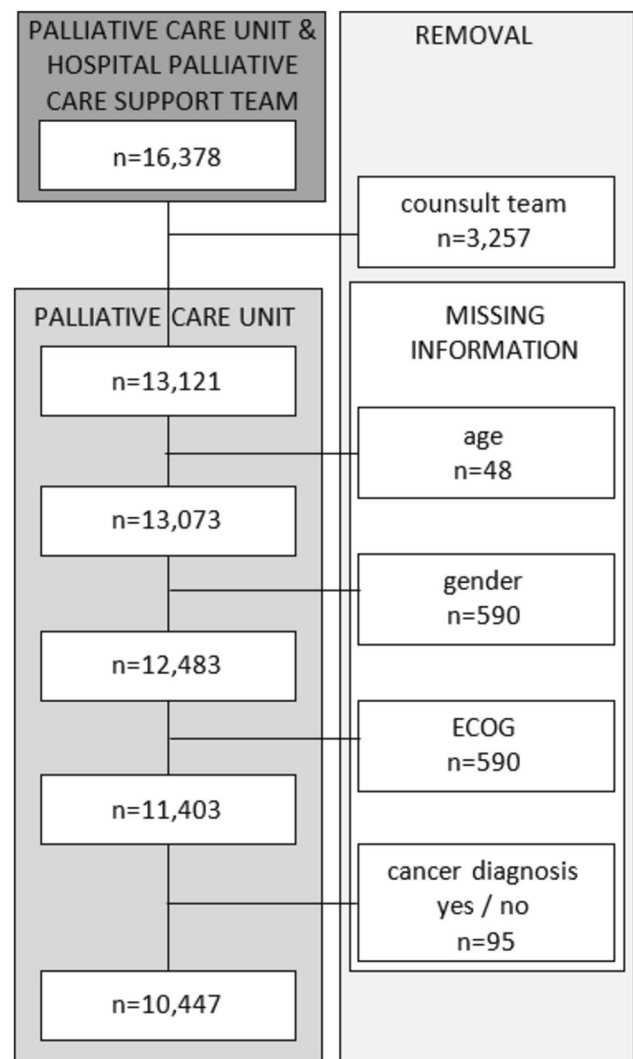 PALLIATIVE CARE UNIT &
HOSPITAL PALLIATIVE
CARE SUPPORT TEAM
n=16,378
REMOVAL
counsult team
n=3,257
PALLIATIVE CARE UNIT
n=13,121
MISSING
INFORMATION
age
n=48
n=13,073
gender
n=590
n=12,483
ECOG
n=590
n=11,403
cancer diagnosis
yes / no
n=95
n=10,447